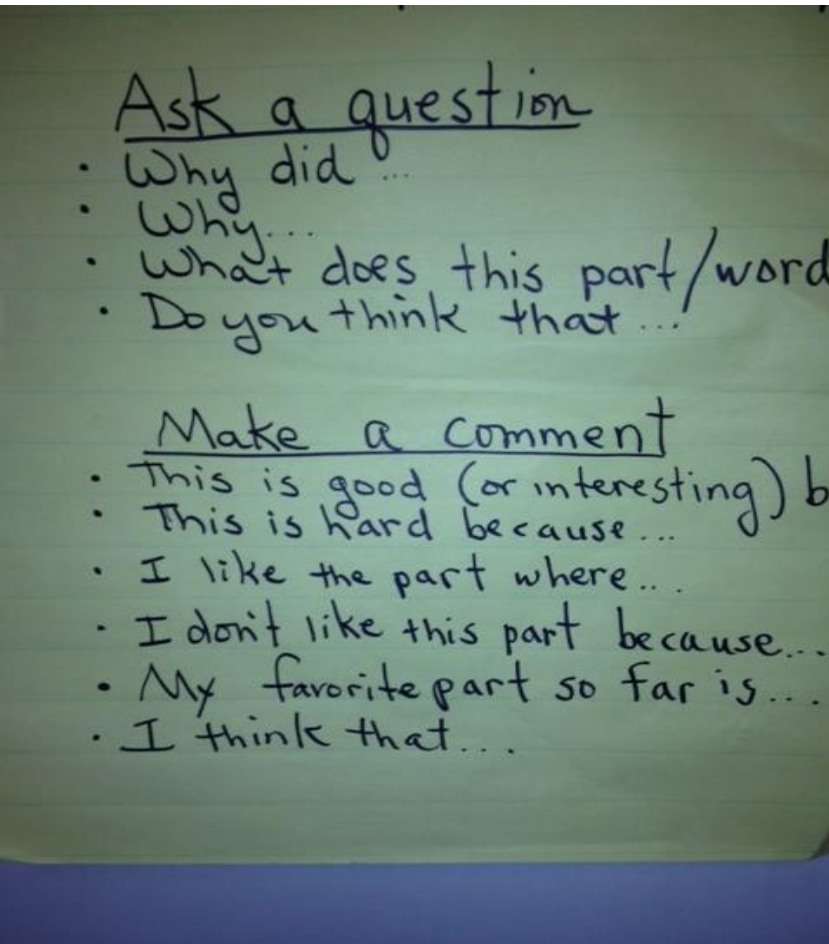 Ask a question
• Why did ...
• Why...
• What does this part/word
• Do you think that ...
Make a comment
• This is good (or interesting) b
• This is hard because...
• I like the part where...
• I don't like this part because...
• My favorite part so far is...
• I think that...